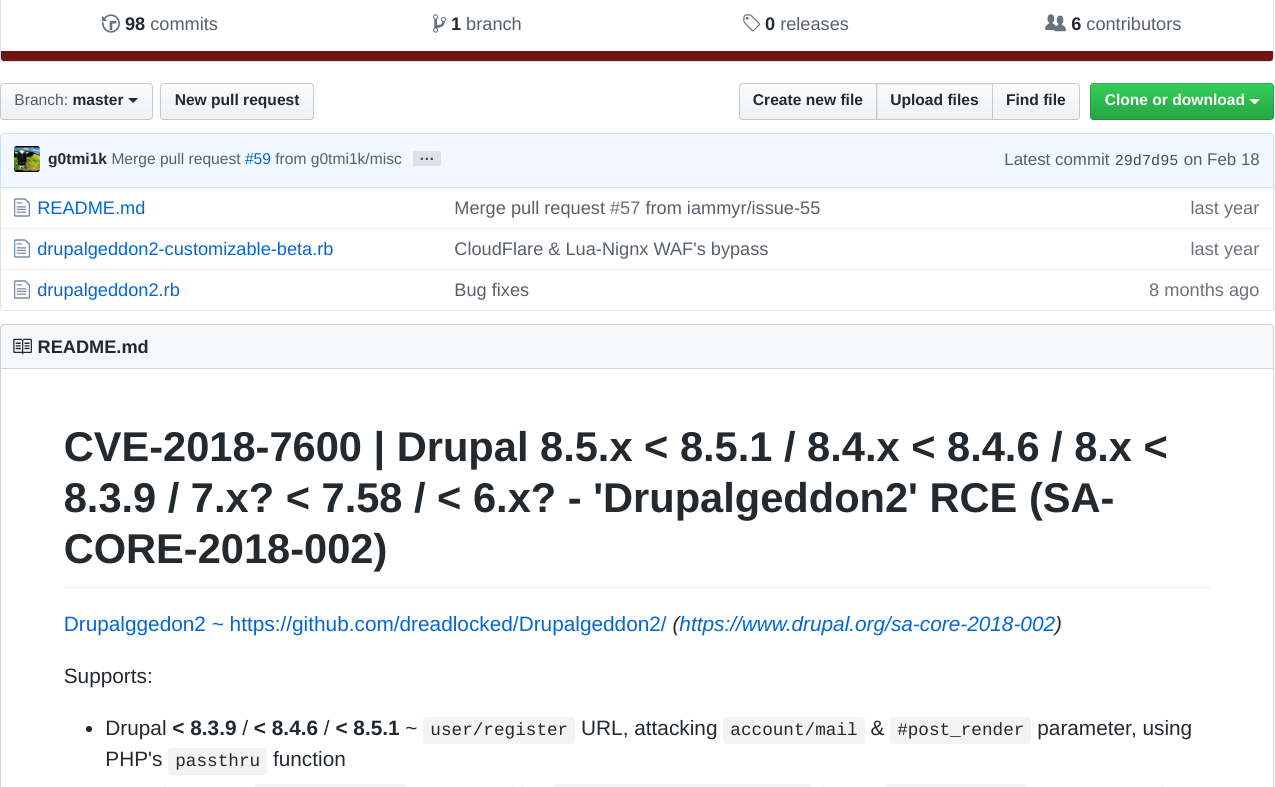 98 commits 1 branch 0 releases 6 contributors
Branch: master New pull request Create new file Upload files Find file Clone or download
g0tmi1k Merge pull request #59 from g0tmi1k/misc ... Latest commit 29d7d95 on Feb 18
README.md Merge pull request #57 from iammyr/issue-55 last year
drupalgeddon2-customizable-beta.rb CloudFlare & Lua-Nignx WAF's bypass last year
drupalgeddon2.rb Bug fixes 8 months ago
README.md
CVE-2018-7600 | Drupal 8.5.x < 8.5.1 / 8.4.x < 8.4.6 / 8.x <
8.3.9 / 7.x? < 7.58 / < 6.x? - 'Drupalgeddon2' RCE (SA-
CORE-2018-002)
Drupalggedon2 ~ https://github.com/dreadlocked/Drupalgeddon2/ (https://www.drupal.org/sa-core-2018-002)
Supports:
• Drupal < 8.3.9 / < 8.4.6 / < 8.5.1 ~ user/register URL, attacking account/mail & #post_render parameter, using
PHP's passthru function